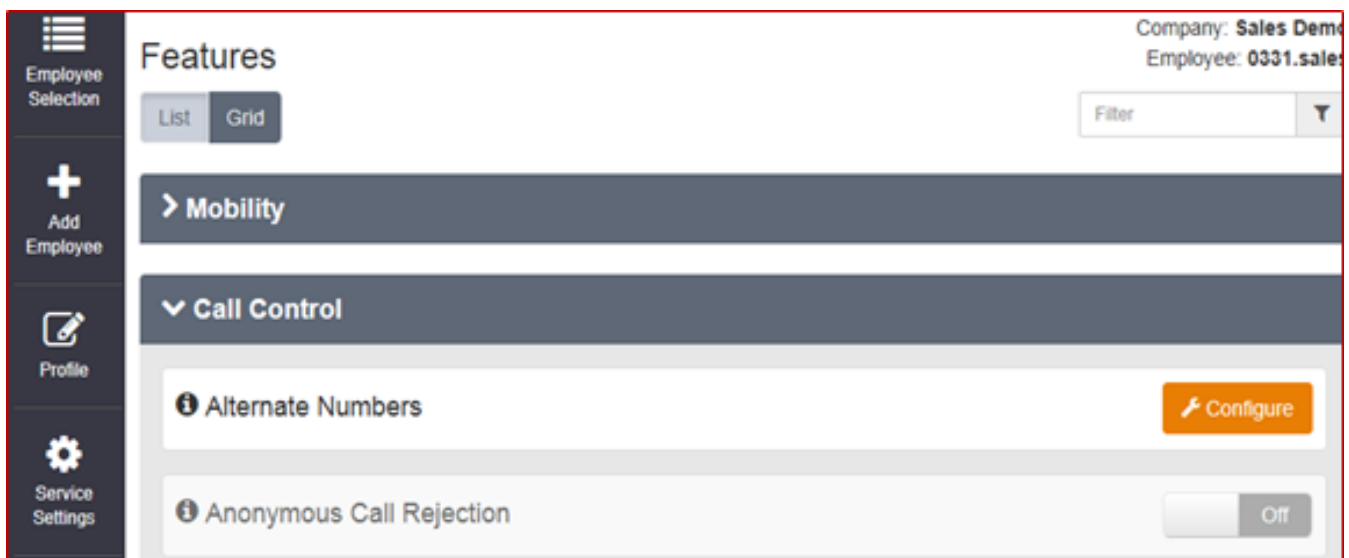 Employee
Selection
Add
Employee
Profile
Service
Settings
Features
Company: Sales Demo
Employee: 0331.sales
List
Grid
Filter
Mobility
Call Control
Alternate Numbers
Configure
Anonymous Call Rejection
Off